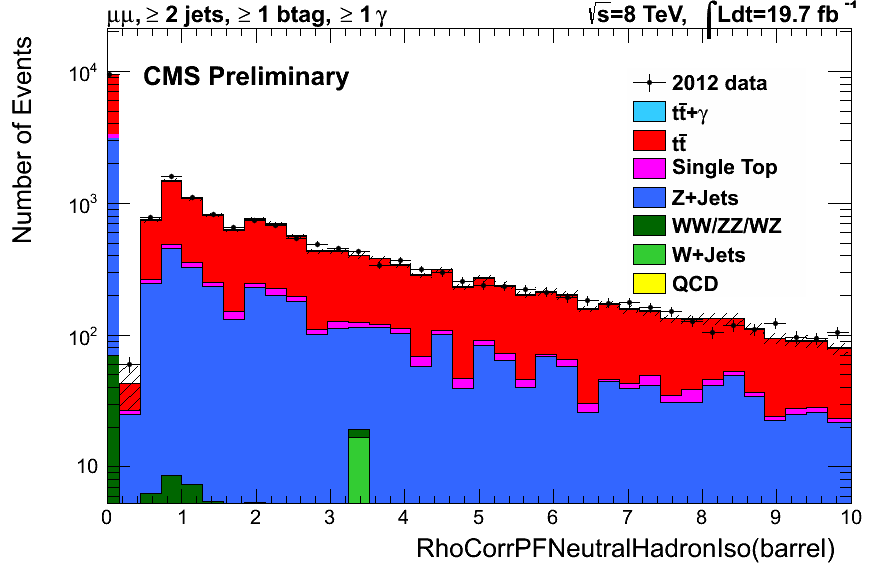 μμ, ≥ 2 jets, ≥ 1 btag, ≥ 1 γ √s=8 TeV, ∫Ldt=19.7 fb⁻¹
CMS Preliminary
Number of Events
10⁴
10³
10²
10
2012 data
tt̄+γ
tt̄
Single Top
Z+Jets
WW/ZZ/WZ
W+Jets
QCD
0 1 2 3 4 5 6 7 8 9 10
RhoCorrPFNeutralHadronIso(barrel)